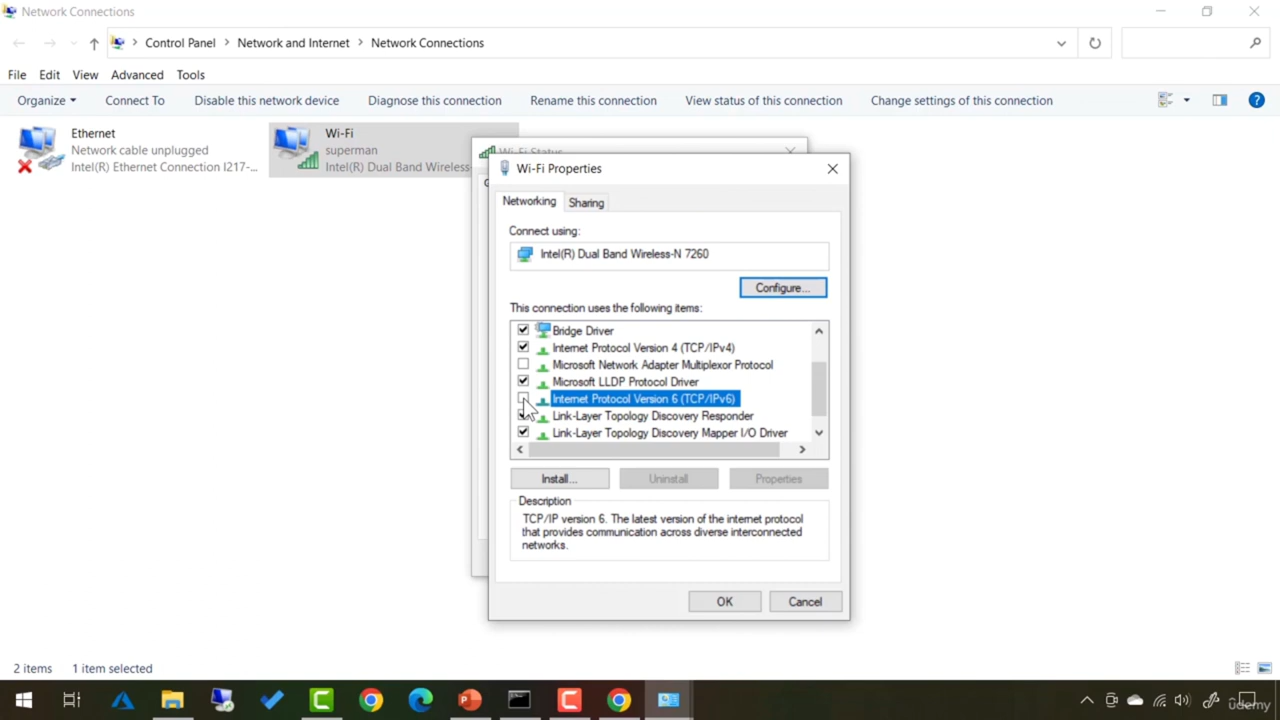 Network Connections
Control Panel > Network and Internet > Network Connections
File Edit View Advanced Tools
Organize Connect To Disable this network device Diagnose this connection Rename this connection View status of this connection Change settings of this connection
Ethernet
Network cable unplugged
Intel(R) Ethernet Connection I217-...
Wi-Fi
superman
Intel(R) Dual Band Wireless-
Wi-Fi Status
Wi-Fi Properties
Networking Sharing
Connect using:
Intel(R) Dual Band Wireless-N 7260
Configure...
This connection uses the following items:
Bridge Driver
Internet Protocol Version 4 (TCP/IPv4)
Microsoft Network Adapter Multiplexor Protocol
Microsoft LLDP Protocol Driver
Internet Protocol Version 6 (TCP/IPv6)
Link-Layer Topology Discovery Responder
Link-Layer Topology Discovery Mapper I/O Driver
Install... Uninstall Properties
Description
TCP/IP version 6. The latest version of the internet protocol
that provides communication across diverse interconnected
networks.
OK Cancel
2 items 1 item selected
udemy